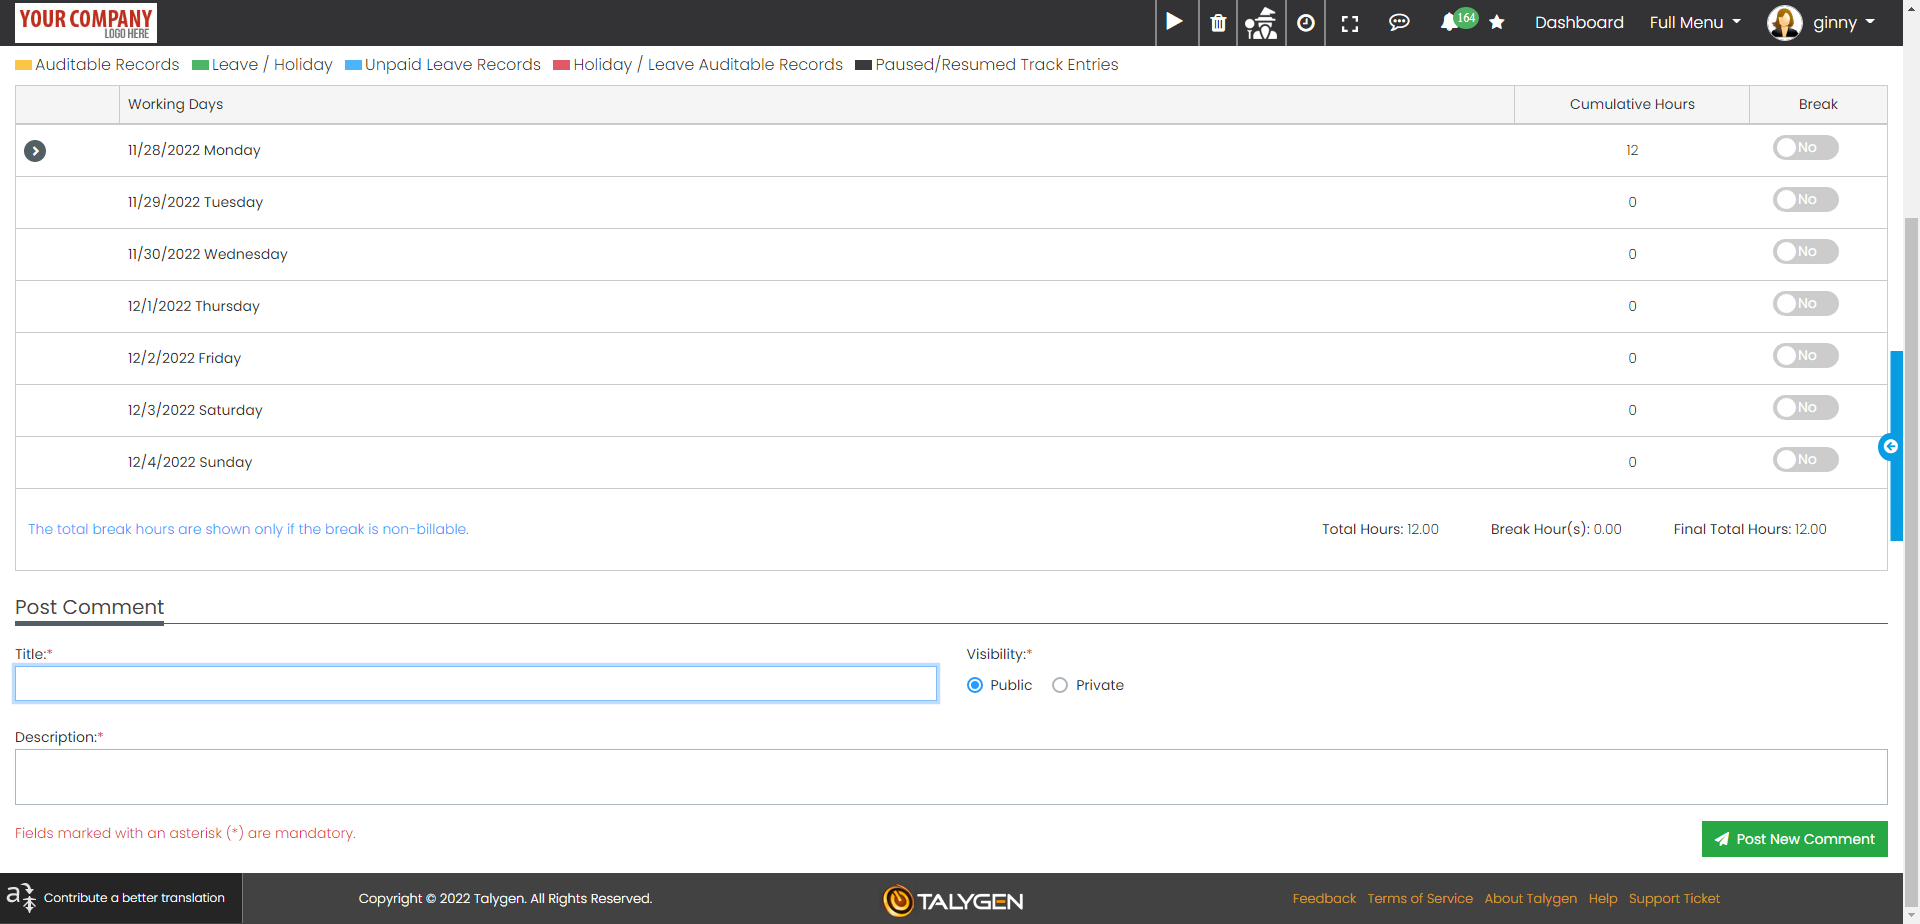 YOUR COMPANY
LOGO HERE
164
Dashboard
Full Menu
ginny
Auditable Records Leave / Holiday Unpaid Leave Records Holiday / Leave Auditable Records Paused/Resumed Track Entries
Working Days Cumulative Hours Break
11/28/2022 Monday 12 No
11/29/2022 Tuesday 0 No
11/30/2022 Wednesday 0 No
12/1/2022 Thursday 0 No
12/2/2022 Friday 0 No
12/3/2022 Saturday 0 No
12/4/2022 Sunday 0 No
The total break hours are shown only if the break is non-billable. Total Hours: 12.00 Break Hour(s): 0.00 Final Total Hours: 12.00
Post Comment
Title:* Visibility:*
Public Private
Description:*
Fields marked with an asterisk (*) are mandatory.
Post New Comment
Contribute a better translation
Copyright © 2022 Talygen. All Rights Reserved.
TALYGEN
Feedback Terms of Service About Talygen Help Support Ticket